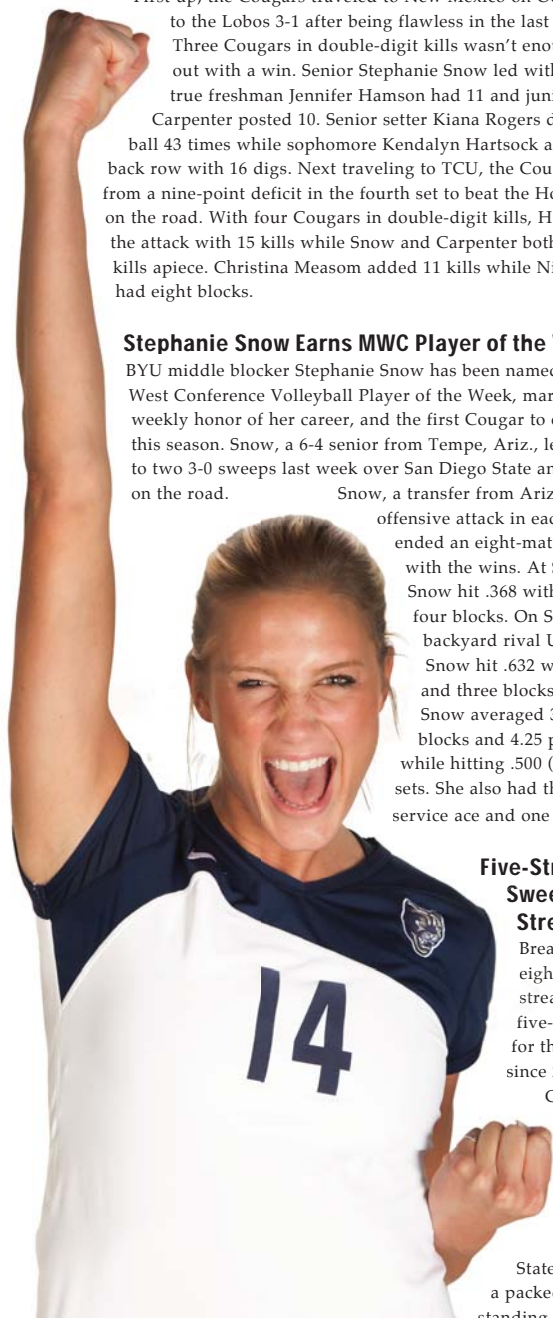 First up, the Cougars traveled to New Mexico on
to the Lobos 3-1 after being flawless in the last
Three Cougars in double-digit kills wasn't enou
out with a win. Senior Stephanie Snow led with
true freshman Jennifer Hamson had 11 and juni
Carpenter posted 10. Senior setter Kiana Rogers d
ball 43 times while sophomore Kendalyn Hartsock a
back row with 16 digs. Next traveling to TCU, the Cou
from a nine-point deficit in the fourth set to beat the Ho
on the road. With four Cougars in double-digit kills, H
the attack with 15 kills while Snow and Carpenter both
kills apiece. Christina Measom added 11 kills while Ni
had eight blocks.
Stephanie Snow Earns MWC Player of the
BYU middle blocker Stephanie Snow has been named
West Conference Volleyball Player of the Week, mar
weekly honor of her career, and the first Cougar to
this season. Snow, a 6-4 senior from Tempe, Ariz., le
to two 3-0 sweeps last week over San Diego State an
on the road. Snow, a transfer from Ariz
offensive attack in eac
ended an eight-mat
with the wins. At
Snow hit .368 with
four blocks. On S
backyard rival U
Snow hit .632 w
and three blocks
Snow averaged 3
blocks and 4.25 p
while hitting .500 (
sets. She also had th
service ace and one
Five-Str
Swee
Stre
Brea
eigh
strea
five-
for th
since
C
State
a packe
standing
14